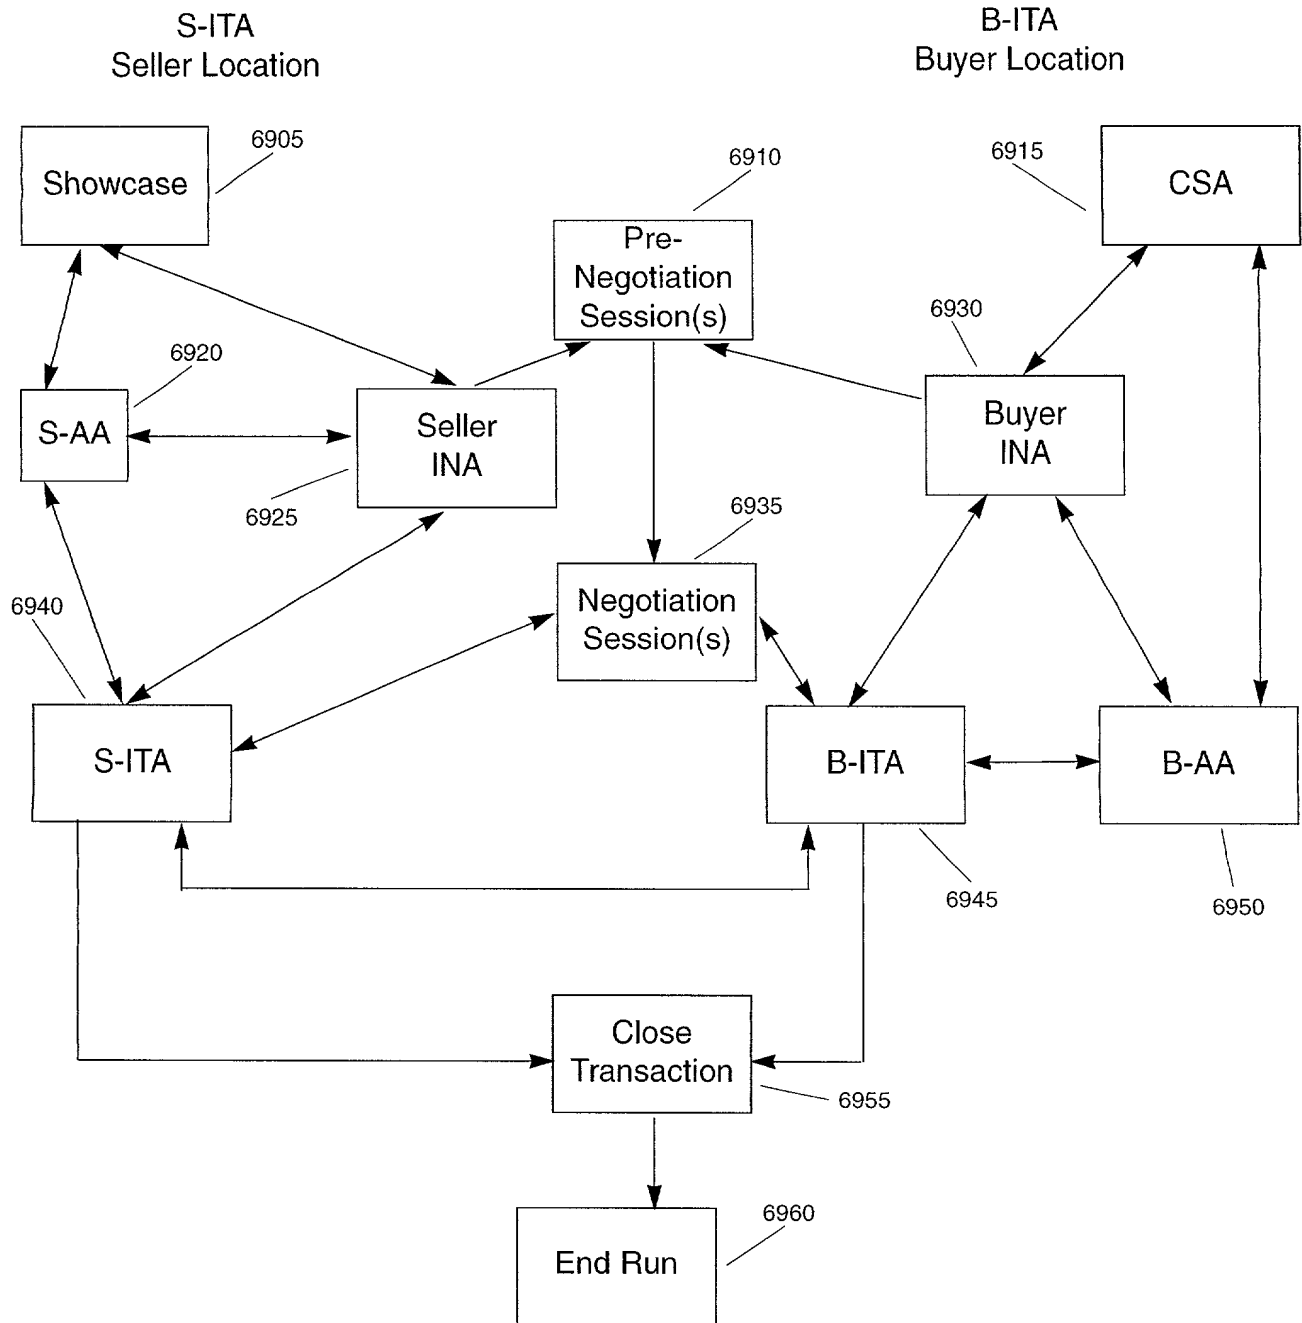 S-ITA
Seller Location
B-ITA
Buyer Location
6905
Showcase
6910
6915
CSA
Pre-
Negotiation
Session(s)
6930
6920
S-AA
Seller
INA
Buyer
INA
6925
6935
6940
Negotiation
Session(s)
S-ITA
B-ITA
B-AA
6945
6950
Close
Transaction
6955
6960
End Run